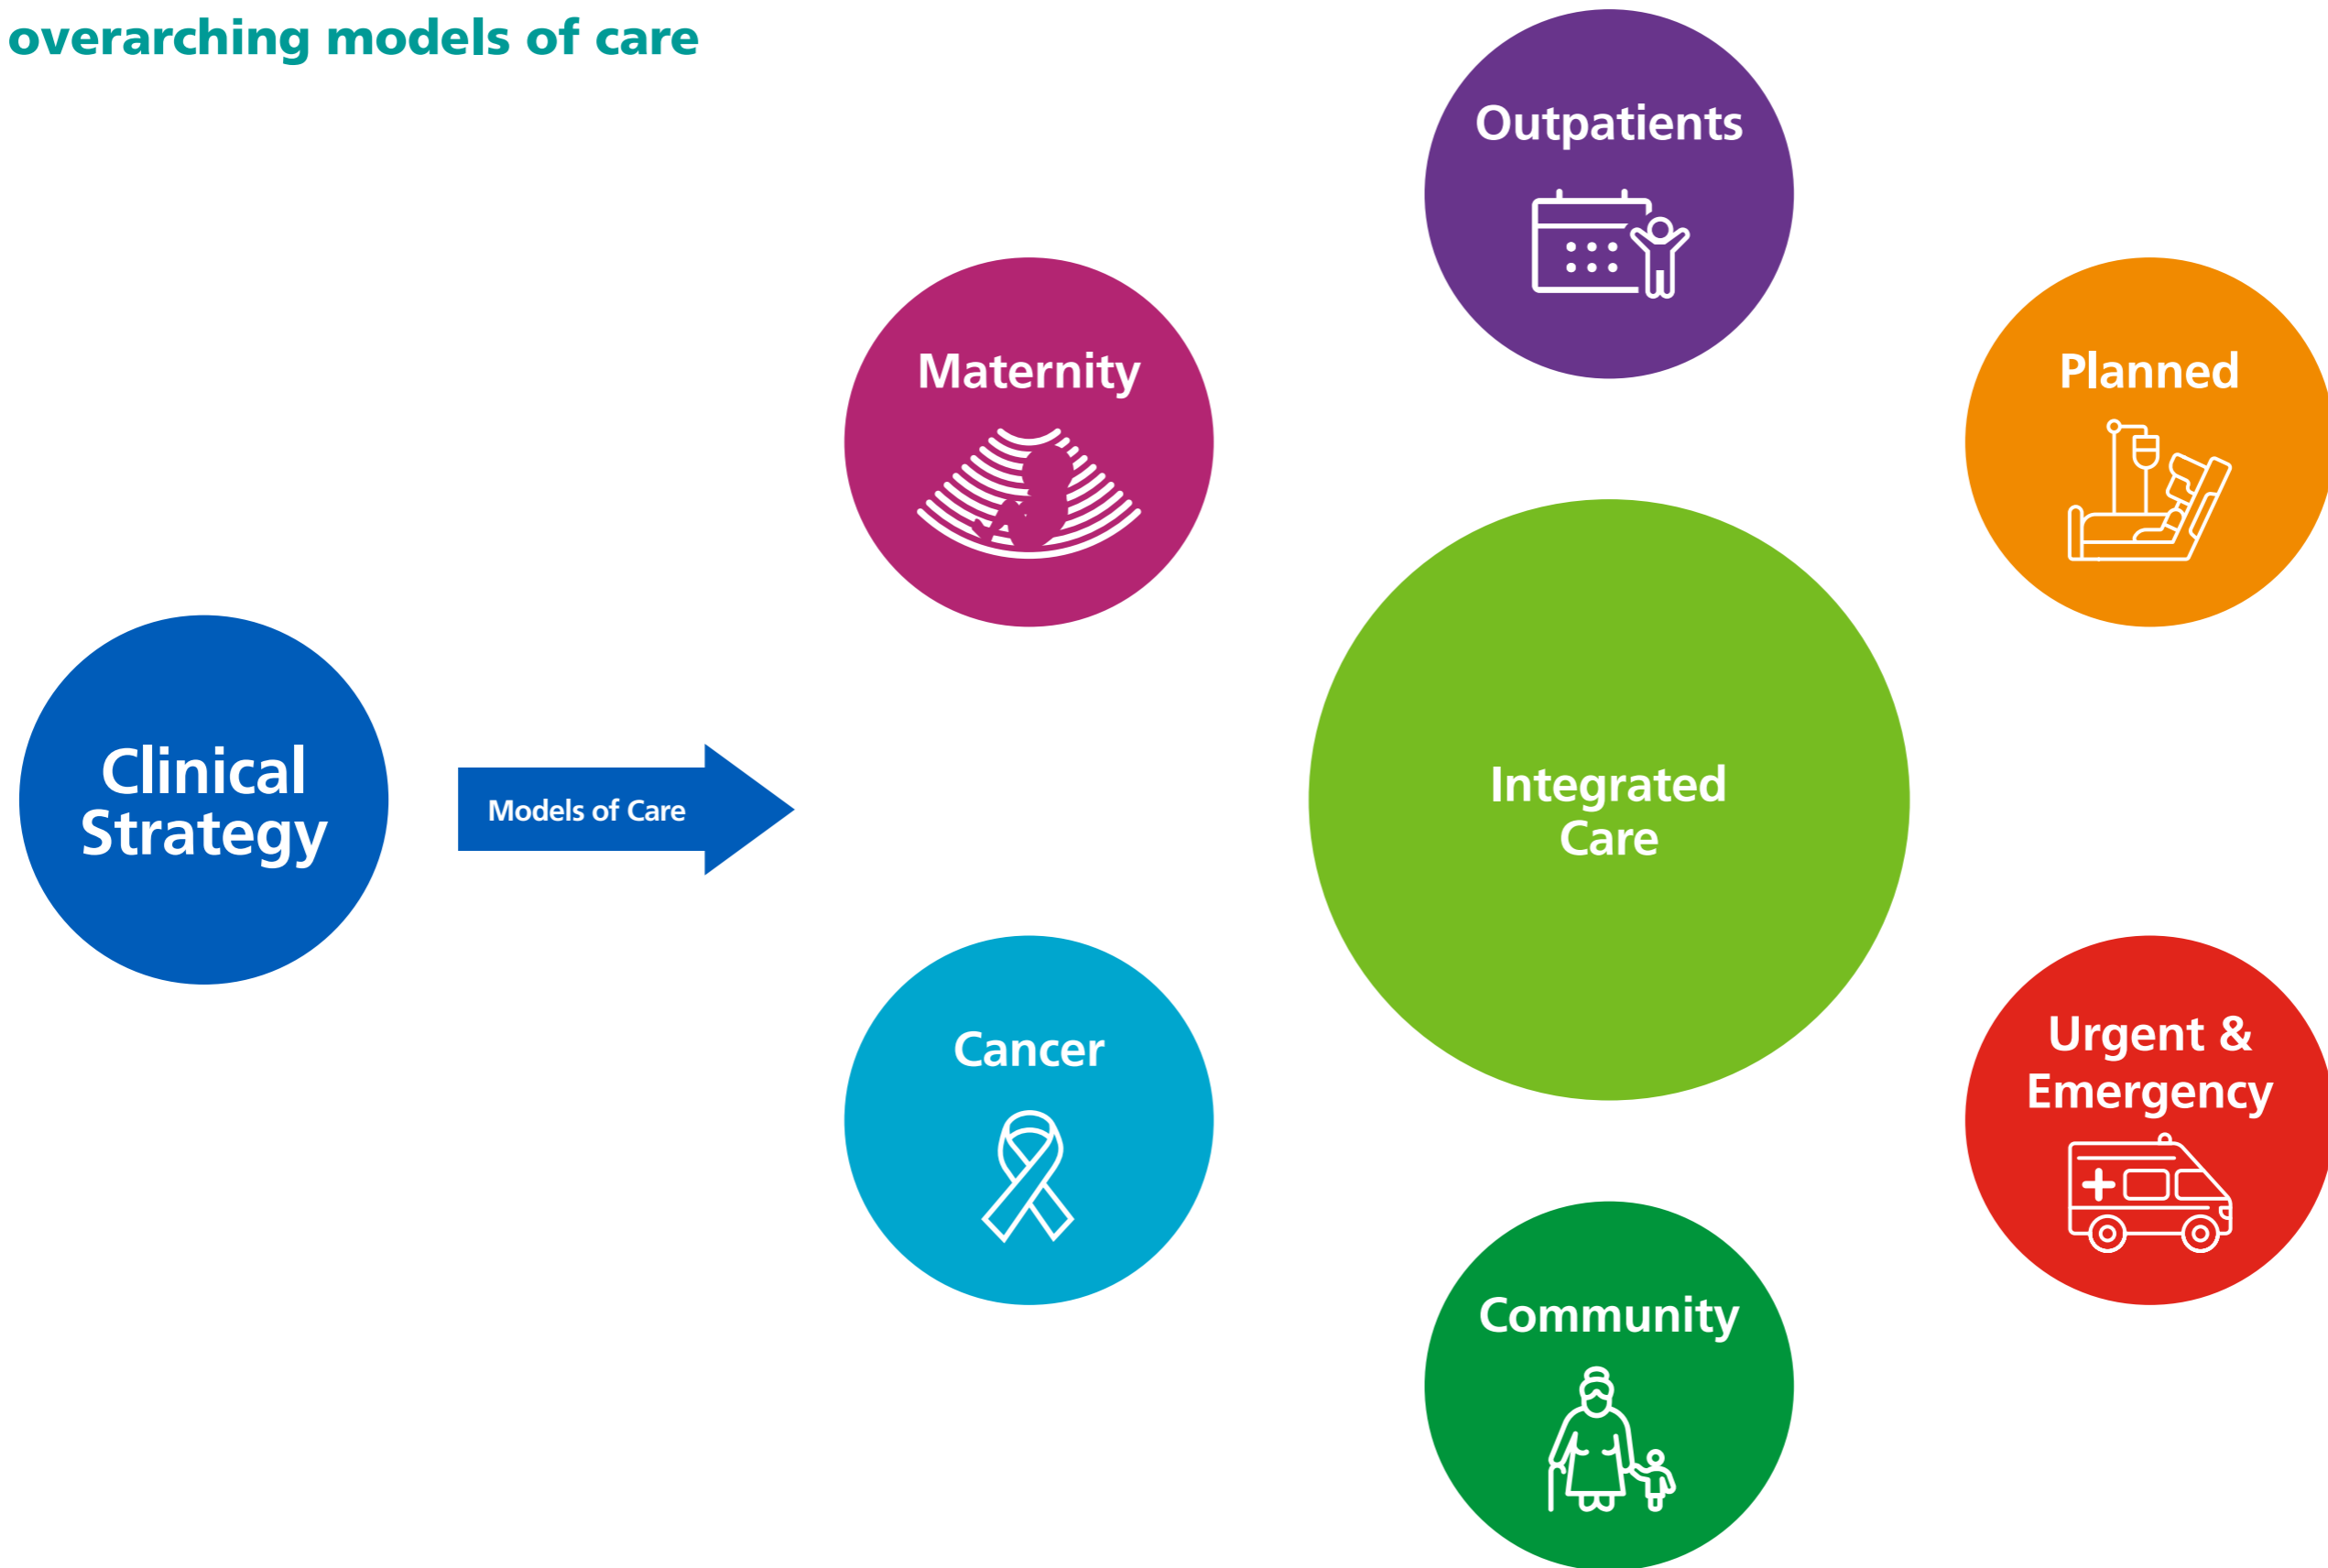 overarching models of care
Outpatients
Maternity
Planned
Clinical
Strategy
Models of Care
Integrated
Care
Cancer
Urgent &
Emergency
Community